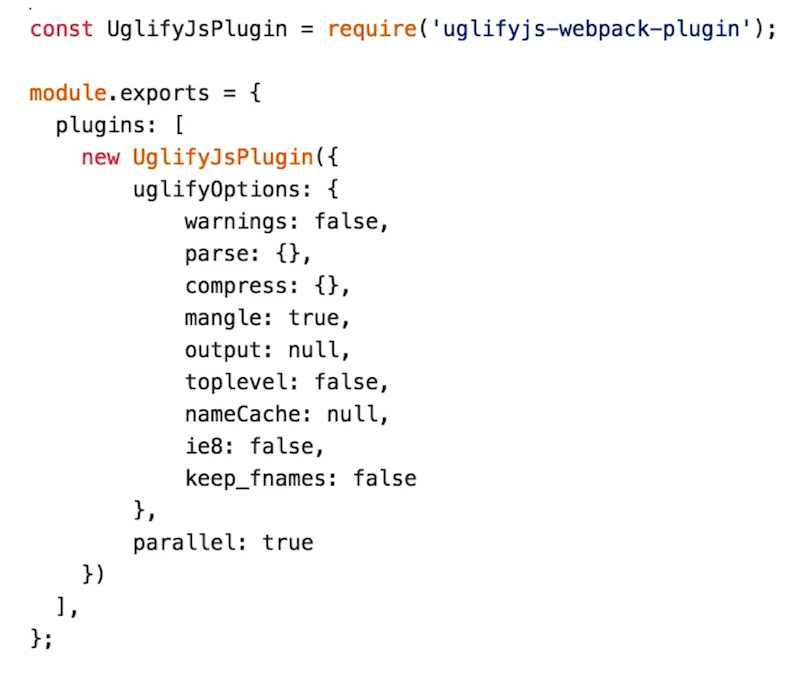 const UglifyJsPlugin = require('uglifyjs-webpack-plugin');

module.exports = {
  plugins: [
    new UglifyJsPlugin({
        uglifyOptions: {
            warnings: false,
            parse: {},
            compress: {},
            mangle: true,
            output: null,
            toplevel: false,
            nameCache: null,
            ie8: false,
            keep_fnames: false
        },
        parallel: true
    })
  ],
};